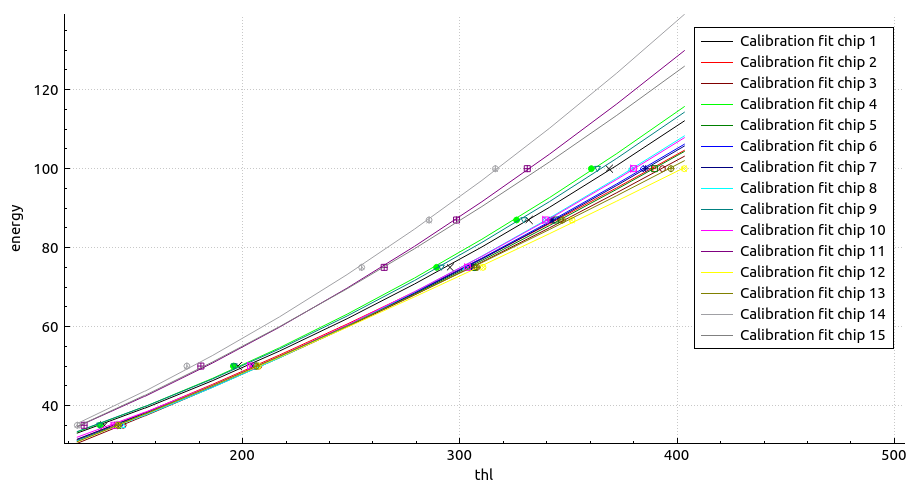 energy
120
100
80
60
40
200
300
400
500
thl
Calibration fit chip 1
Calibration fit chip 2
Calibration fit chip 3
Calibration fit chip 4
Calibration fit chip 5
Calibration fit chip 6
Calibration fit chip 7
Calibration fit chip 8
Calibration fit chip 9
Calibration fit chip 10
Calibration fit chip 11
Calibration fit chip 12
Calibration fit chip 13
Calibration fit chip 14
Calibration fit chip 15